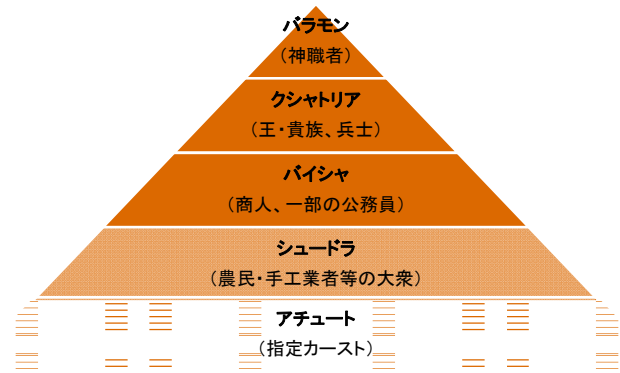 バラモン
（神職者）
クシャトリア
（王・貴族、兵士）
バイシャ
（商人、一部の公務員）
シュードラ
（農民・手工業者等の大衆）
アチュート
（指定カースト）